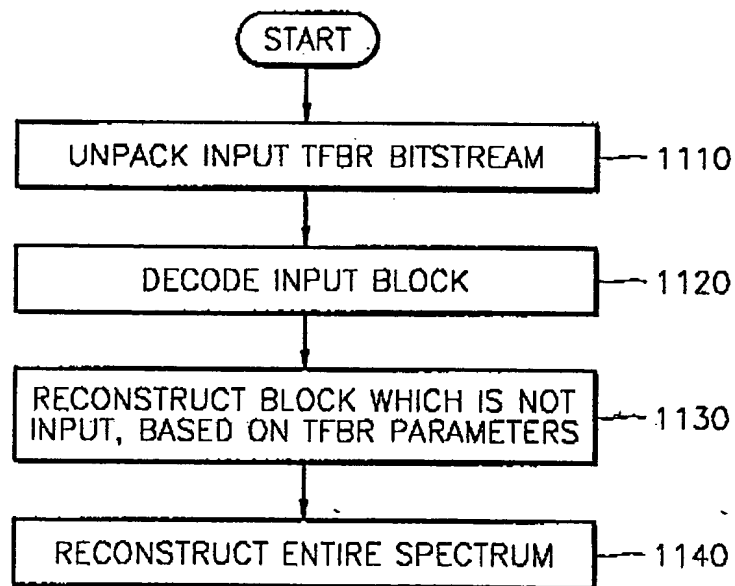 START
UNPACK INPUT TFBR BITSTREAM
1110
DECODE INPUT BLOCK
1120
RECONSTRUCT BLOCK WHICH IS NOT
INPUT, BASED ON TFBR PARAMETERS
1130
RECONSTRUCT ENTIRE SPECTRUM
1140